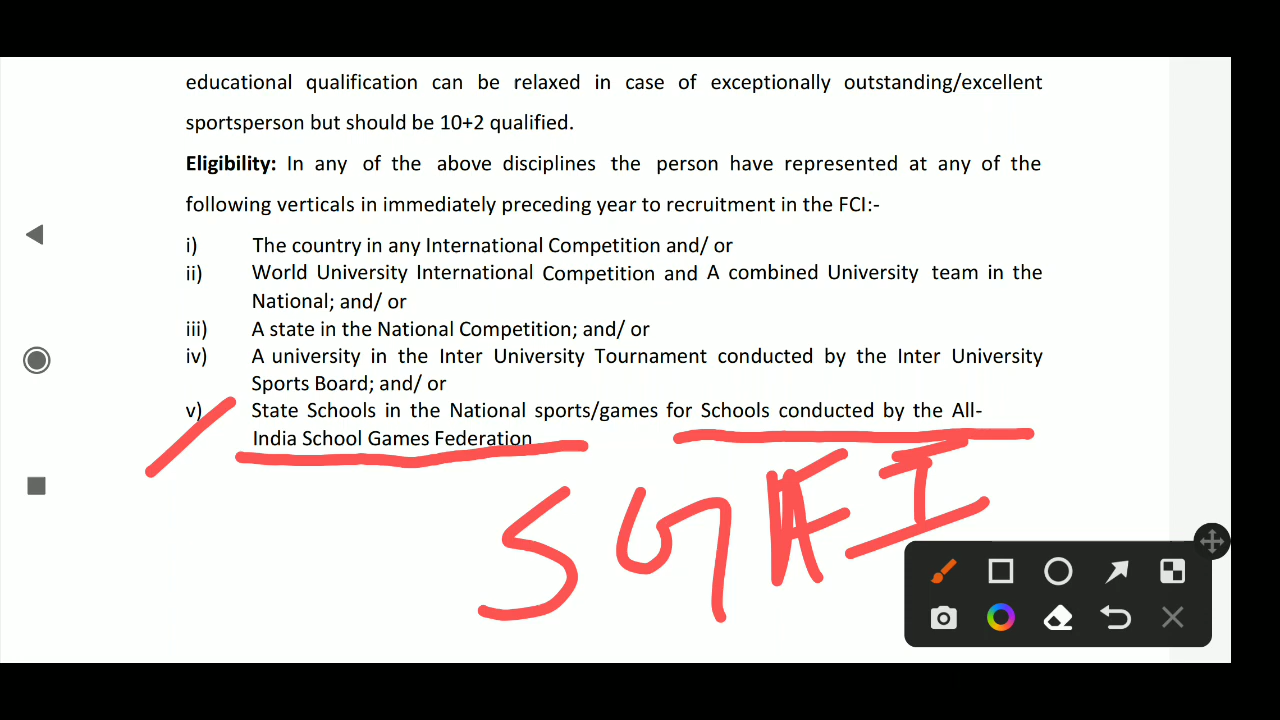 educational qualification can be relaxed in case of exceptionally outstanding/excellent
sportsperson but should be 10+2 qualified.
Eligibility: In any of the above disciplines the person have represented at any of the
following verticals in immediately preceding year to recruitment in the FCI:-
i) The country in any International Competition and/ or
ii) World University International Competition and A combined University team in the
National; and/ or
iii) A state in the National Competition; and/ or
iv) A university in the Inter University Tournament conducted by the Inter University
Sports Board; and/ or
v) State Schools in the National sports/games for Schools conducted by the All-
India School Games Federation
SGFI